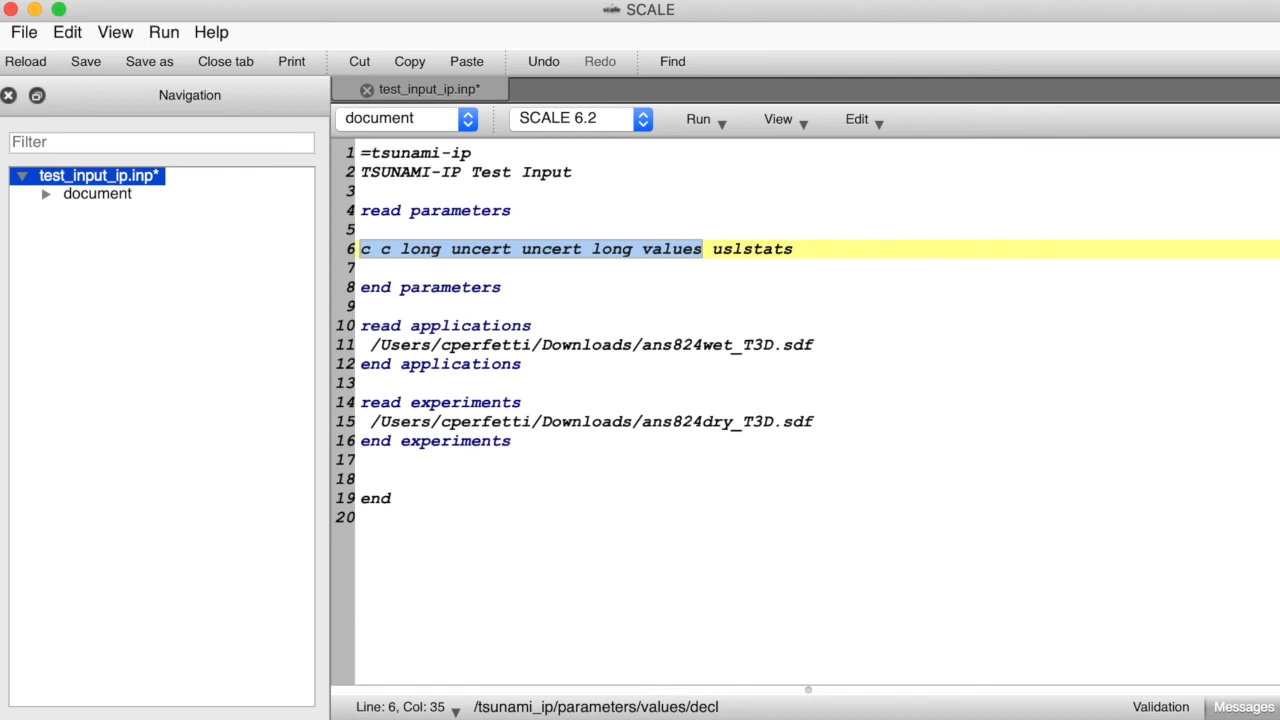 SCALE
File Edit View Run Help
Reload Save Save as Close tab Print Cut Copy Paste Undo Redo Find
Navigation
test_input_ip.inp*
document SCALE 6.2 Run View Edit
Filter
test_input_ip.inp*
document
1 =tsunami-ip
2 TSUNAMI-IP Test Input
3
4 read parameters
5
6 c c long uncert uncert long values uslstats
7
8 end parameters
9
10 read applications
11 /Users/cperfetti/Downloads/ans824wet_T3D.sdf
12 end applications
13
14 read experiments
15 /Users/cperfetti/Downloads/ans824dry_T3D.sdf
16 end experiments
17
18
19 end
20
Line: 6, Col: 35 /tsunami_ip/parameters/values/decl Validation Messages